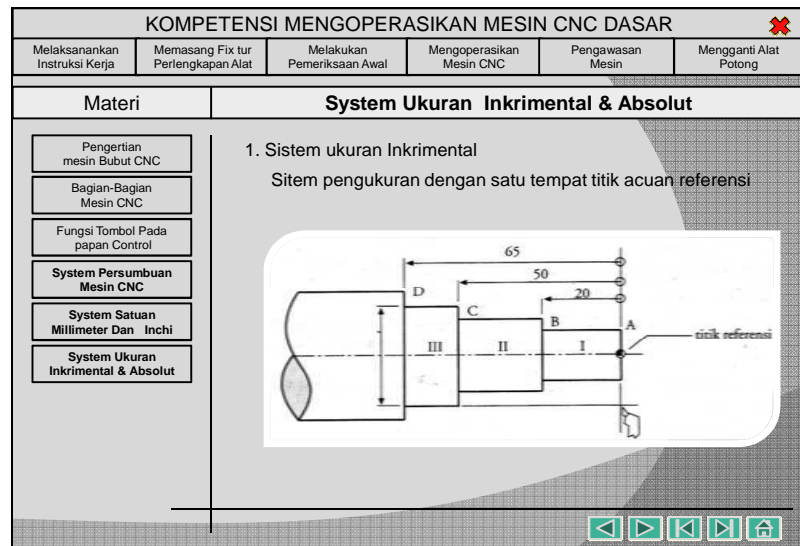 KOMPETENSI MENGOPERASIKAN MESIN CNC DASAR
Melaksanankan
Instruksi Kerja
Memasang Fix tur
Perlengkapan Alat
Melakukan
Pemeriksaan Awal
Mengoperasikan
Mesin CNC
Pengawasan
Mesin
Mengganti Alat
Potong
Materi
System Ukuran Inkrimental & Absolut
Pengertian
mesin Bubut CNC
Bagian-Bagian
Mesin CNC
Fungsi Tombol Pada
papan Control
System Persumbuan
Mesin CNC
System Satuan
Millimeter Dan Inchi
System Ukuran
Inkrimental & Absolut
1. Sistem ukuran Inkrimental
Sitem pengukuran dengan satu tempat titik acuan referensi
65
50
20
D
C
B
A
titik referensi
III
II
I